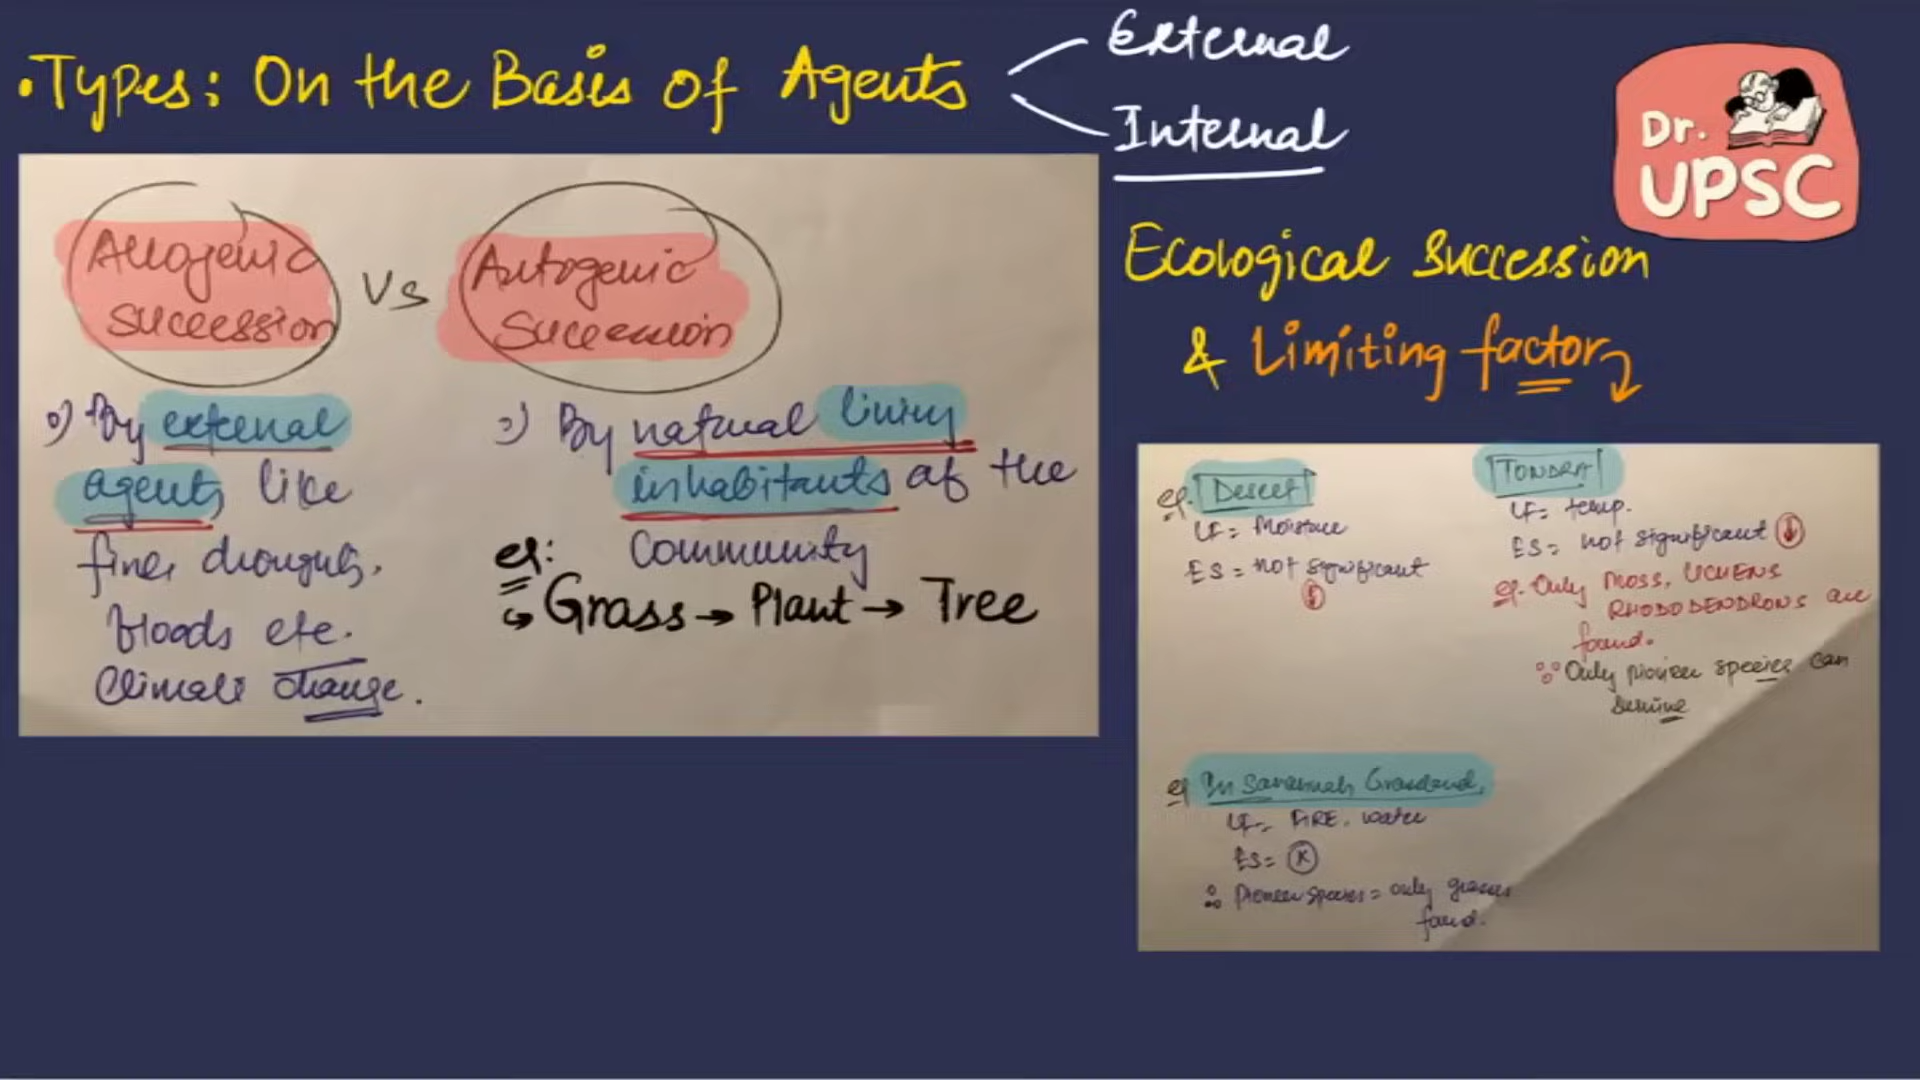 •Types: On the Basis of Agents
External
Internal
Dr.
UPSC
Allogenic
succession
Vs
Autogenic
Succession
By external
agents like
fires, droughts,
floods etc.
Climate change.
By natural living
inhabitants of the
community
eg:
Grass → Plant → Tree
Ecological Succession
& Limiting factor
eg. Desert
LF = Moisture
ES = not significant
TUNDRA
LF = temp.
ES = not significant
eg. Only Moss, LICHENS
RHODODENDRONS are
found.
∴ Only pioneer species can
survive
eg In Savannah Grassland,
LF = FIRE, water
ES = x
∴ Pioneer species = only grasses
found.